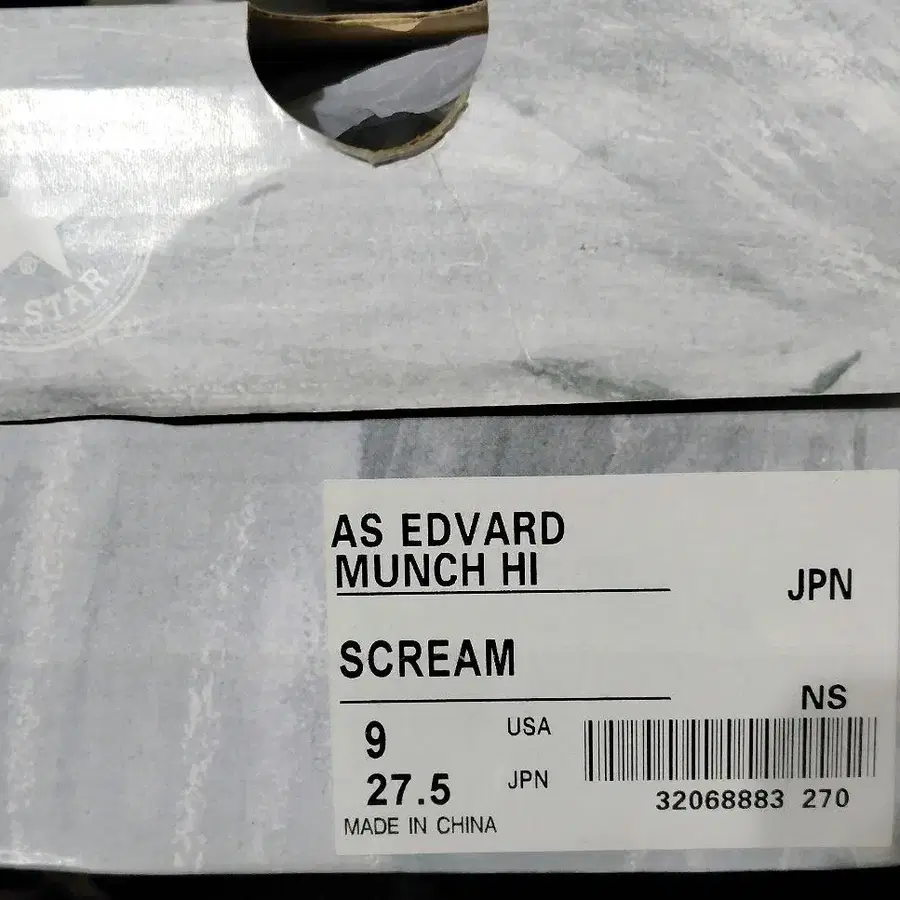 STAR
AS EDVARD
MUNCH HI
JPN
SCREAM
NS
9 USA
27.5 JPN
32068883 270
MADE IN CHINA